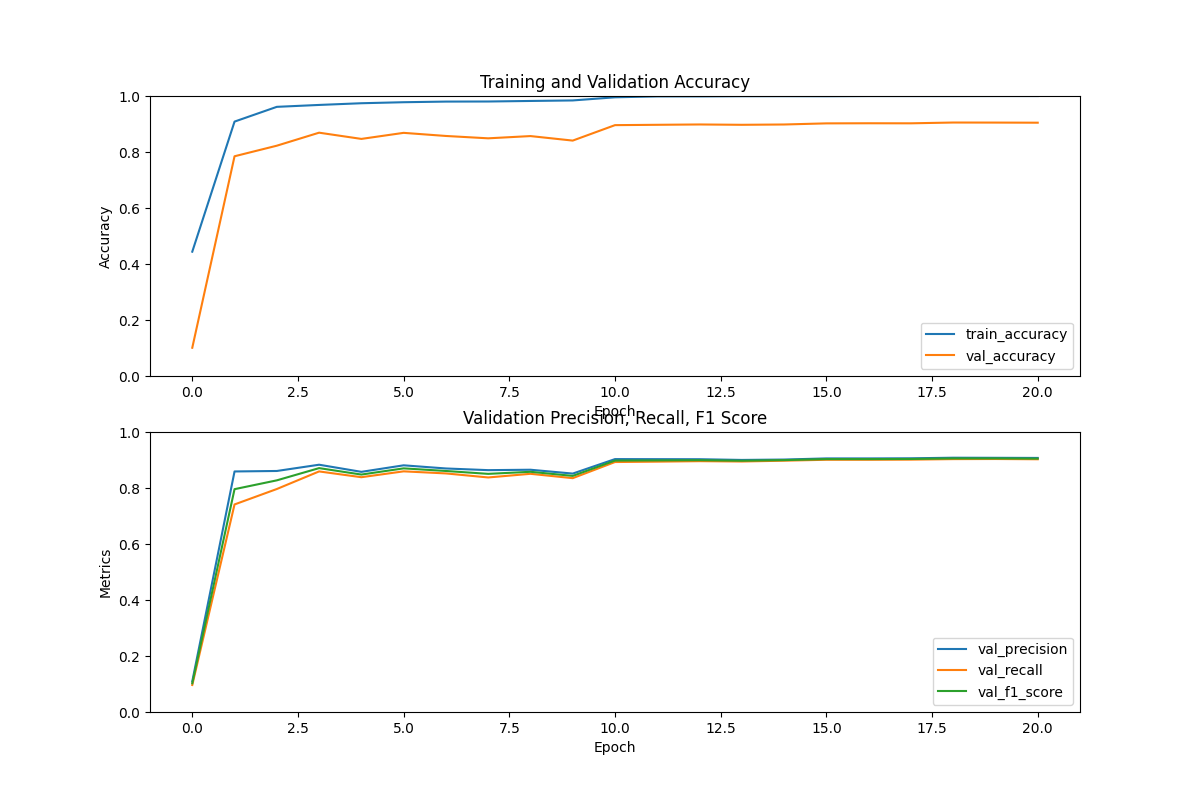 Training and Validation Accuracy
1.0
0.8
0.6
0.4
0.2
0.0
Accuracy
train_accuracy
val_accuracy
0.0 2.5 5.0 7.5 10.0 12.5 15.0 17.5 20.0
Epoch
Validation Precision, Recall, F1 Score
1.0
0.8
0.6
0.4
0.2
0.0
Metrics
val_precision
val_recall
val_f1_score
0.0 2.5 5.0 7.5 10.0 12.5 15.0 17.5 20.0
Epoch